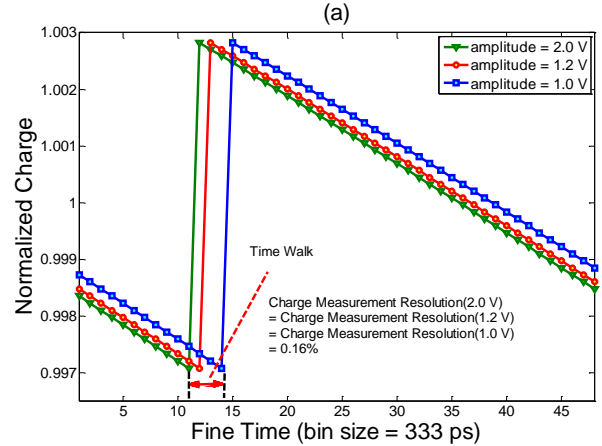 (a)
1.003
1.002
1.001
1
0.999
0.998
0.997
Normalized Charge
amplitude = 2.0 V
amplitude = 1.2 V
amplitude = 1.0 V
Time Walk
Charge Measurement Resolution(2.0 V)
= Charge Measurement Resolution(1.2 V)
= Charge Measurement Resolution(1.0 V)
= 0.16%
5 10 15 20 25 30 35 40 45
Fine Time (bin size = 333 ps)